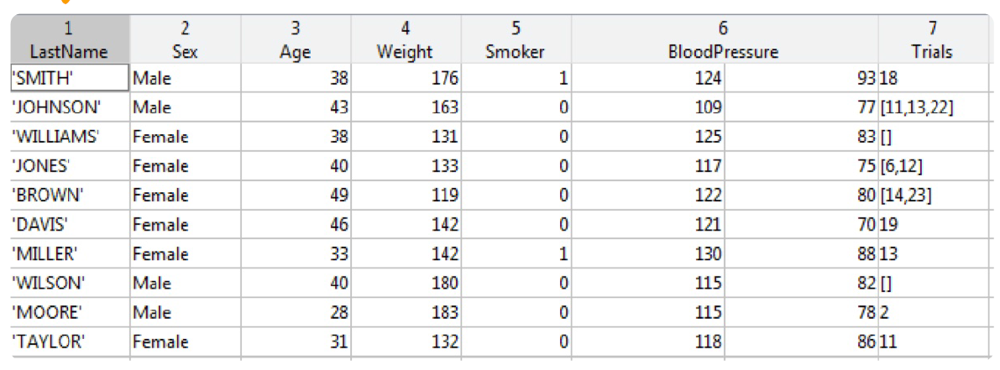 1 2 3 4 5 6 7
LastName Sex Age Weight Smoker BloodPressure Trials
'SMITH' Male 38 176 1 124 93 18
'JOHNSON' Male 43 163 0 109 77 [11,13,22]
'WILLIAMS' Female 38 131 0 125 83 []
'JONES' Female 40 133 0 117 75 [6,12]
'BROWN' Female 49 119 0 122 80 [14,23]
'DAVIS' Female 46 142 0 121 70 19
'MILLER' Female 33 142 1 130 88 13
'WILSON' Male 40 180 0 115 82 []
'MOORE' Male 28 183 0 115 78 2
'TAYLOR' Female 31 132 0 118 86 11